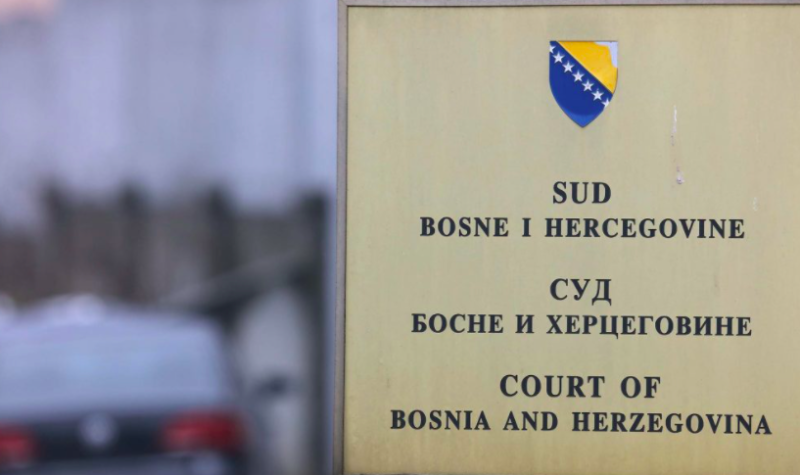 SUD
BOSNE I HERCEGOVINE
СУД
БОСНЕ И ХЕРЦЕГОВИНЕ
COURT OF
BOSNIA AND HERZEGOVINA